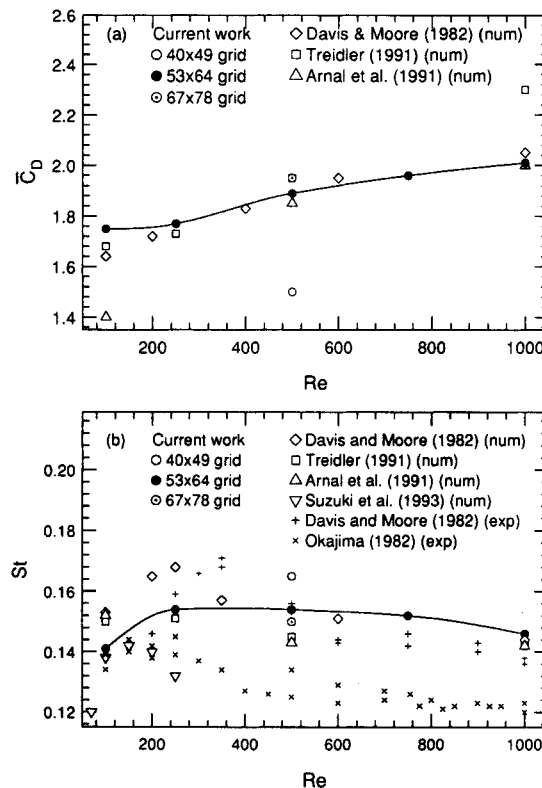 (a)
Current work
40x49 grid
53x64 grid
67x78 grid
Davis & Moore (1982) (num)
Treidler (1991) (num)
Arnal et al. (1991) (num)
2.6
2.4
2.2
2.0
1.8
1.6
1.4
C̅D
200
400
600
800
1000
Re
(b)
Current work
40x49 grid
53x64 grid
67x78 grid
Davis and Moore (1982) (num)
Treidler (1991) (num)
Arnal et al. (1991) (num)
Suzuki et al. (1993) (num)
Davis and Moore (1982) (exp)
Okajima (1982) (exp)
0.20
0.18
0.16
0.14
0.12
St
200
400
600
800
1000
Re